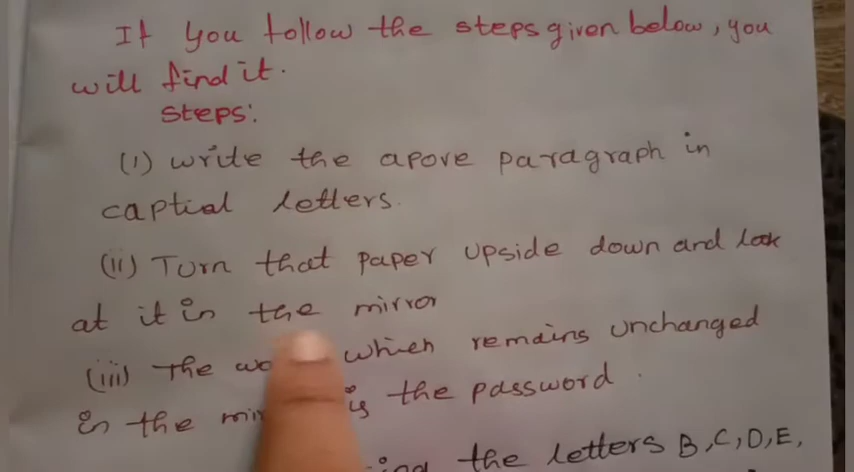 If you follow the steps given below, you
will find it.
Steps:
(i) write the apove paragraph in
captial letters.
(ii) Turn that paper upside down and look
at it in the mirror
(iii) The which remains unchanged
in the is the password.
the letters B, C, D, E,